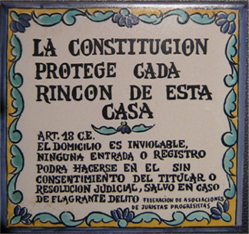 LA CONSTITUCION
PROTEGE CADA
RINCON DE ESTA
CASA
ART. 18 C.E.
EL DOMICILIO ES INVIOLABLE,
NINGUNA ENTRADA O REGISTRO
PODRA HACERSE EN EL SIN
CONSENTIMIENTO DEL TITULAR O
RESOLUCION JUDICIAL, SALVO EN CASO
DE FLAGRANTE DELITO FEDERACION DE ASOCIACIONES
DE JURISTAS PROGRESISTAS